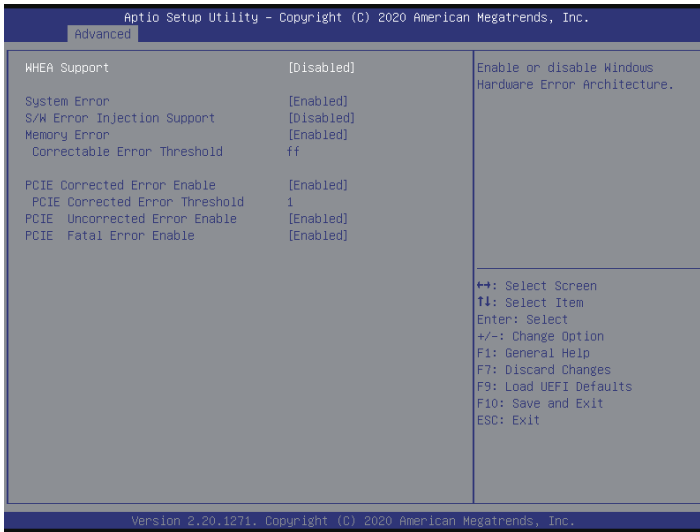 Aptio Setup Utility – Copyright (C) 2020 American Megatrends, Inc.
Advanced
WHEA Support [Disabled]
System Error [Enabled]
S/W Error Injection Support [Disabled]
Memory Error [Enabled]
Correctable Error Threshold ff
PCIE Corrected Error Enable [Enabled]
PCIE Corrected Error Threshold 1
PCIE Uncorrected Error Enable [Enabled]
PCIE Fatal Error Enable [Enabled]
Enable or disable Windows
Hardware Error Architecture.
↔: Select Screen
↑↓: Select Item
Enter: Select
+/-: Change Option
F1: General Help
F7: Discard Changes
F9: Load UEFI Defaults
F10: Save and Exit
ESC: Exit
Version 2.20.1271. Copyright (C) 2020 American Megatrends, Inc.